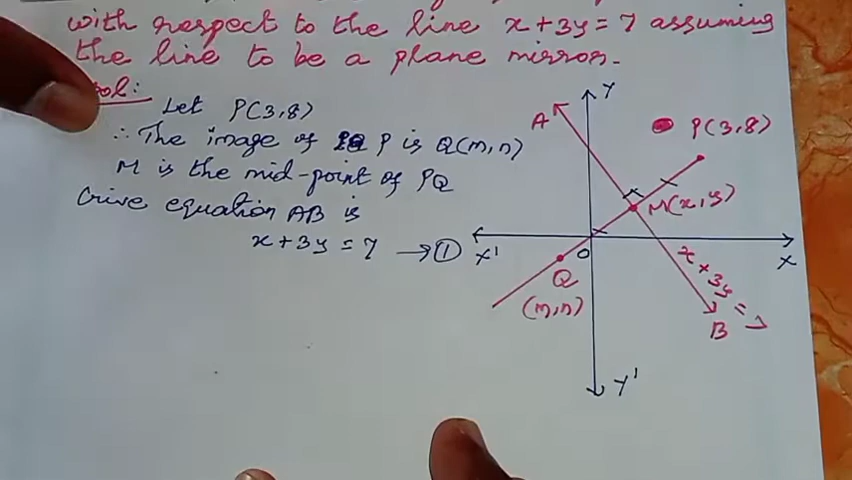 with respect to the line x+3y=7 assuming
the line to be a plane mirror.
Sol:
Let P(3,8)
∴ The image of P is Q(m,n)
M is the mid-point of PQ
Give equation AB is
x+3y=7 →①
Y
A
P(3,8)
M(x,y)
X'
O
X
Q
(m,n)
x+3y=7
B
Y'